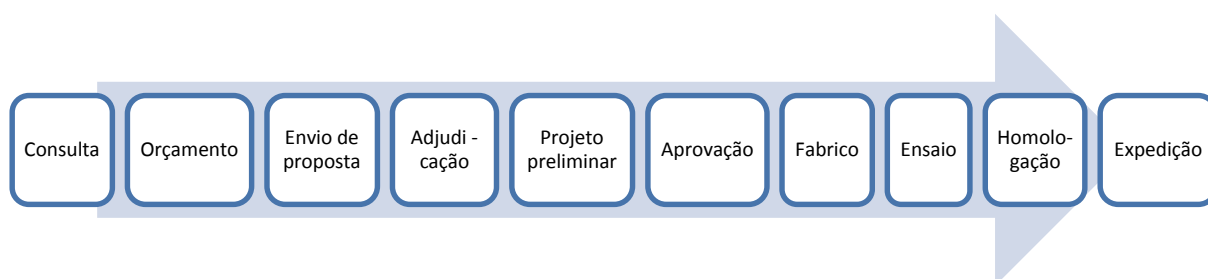 Consulta
Orçamento
Envio de
proposta
Adjudi -
cação
Projeto
preliminar
Aprovação
Fabrico
Ensaio
Homolo-
gação
Expedição